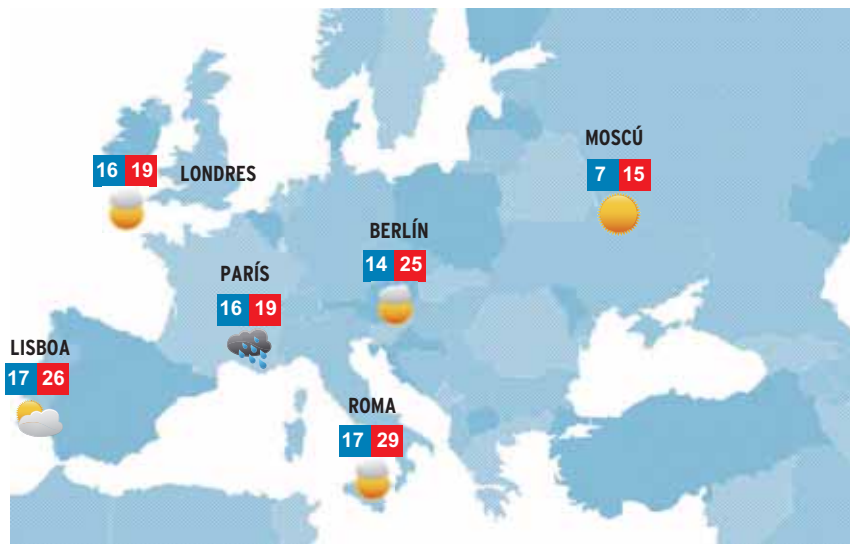 MOSCÚ
7 15
16 19
LONDRES
BERLÍN
14 25
PARÍS
16 19
LISBOA
17 26
ROMA
17 29